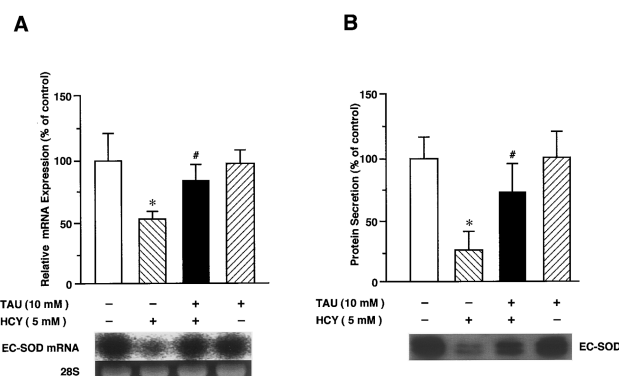 A
B
Relative mRNA Expression (% of control)
150
100
50
0
*
#
Protein Secretion (% of control)
150
100
50
0
*
#
TAU (10 mM) – – + +
HCY ( 5 mM ) – + + –
TAU (10 mM) – – + +
HCY ( 5 mM ) – + + –
EC-SOD mRNA
28S
EC-SOD